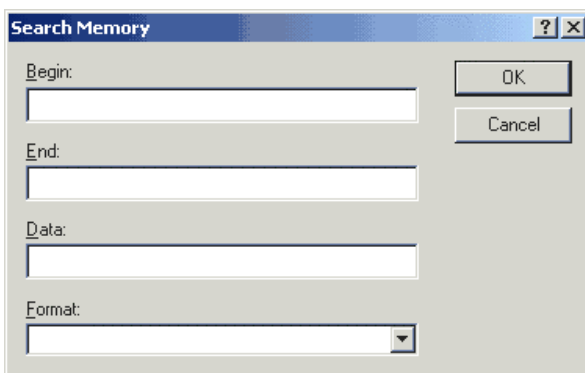 Search Memory
Begin:
OK
Cancel
End:
Data:
Format: